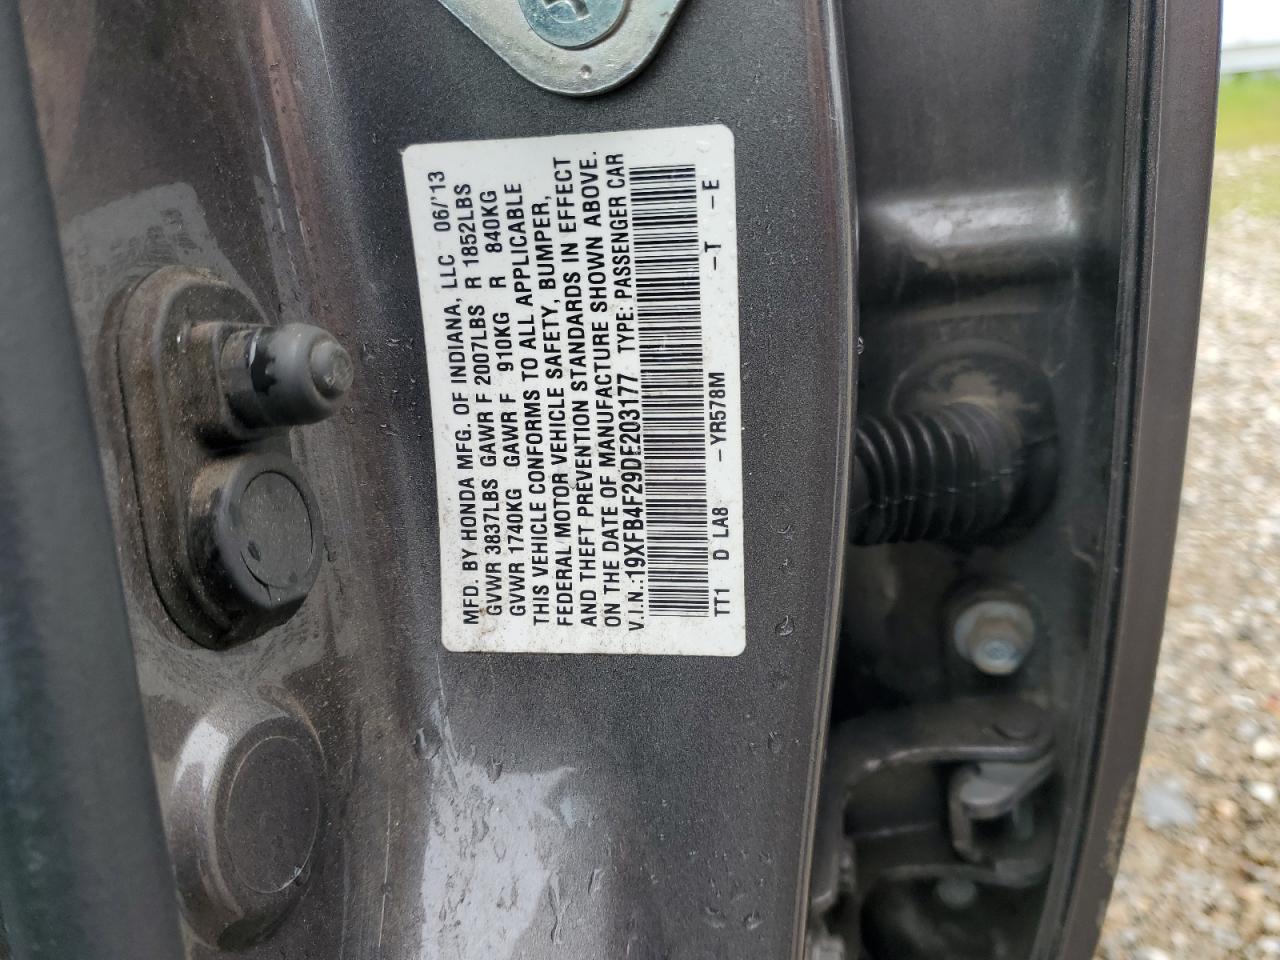 MFD. BY HONDA MFG. OF INDIANA, LLC 06/'13
GVWR 3837LBS GAWR F 2007LBS R 1852LBS
GVWR 1740KG GAWR F 910KG R 840KG
THIS VEHICLE CONFORMS TO ALL APPLICABLE
FEDERAL MOTOR VEHICLE SAFETY, BUMPER,
AND THEFT PREVENTION STANDARDS IN EFFECT
ON THE DATE OF MANUFACTURE SHOWN ABOVE.
V.I.N.:19XFB4F29DE203177 TYPE: PASSENGER CAR
TT1 D LA8 -YR578M -T -E